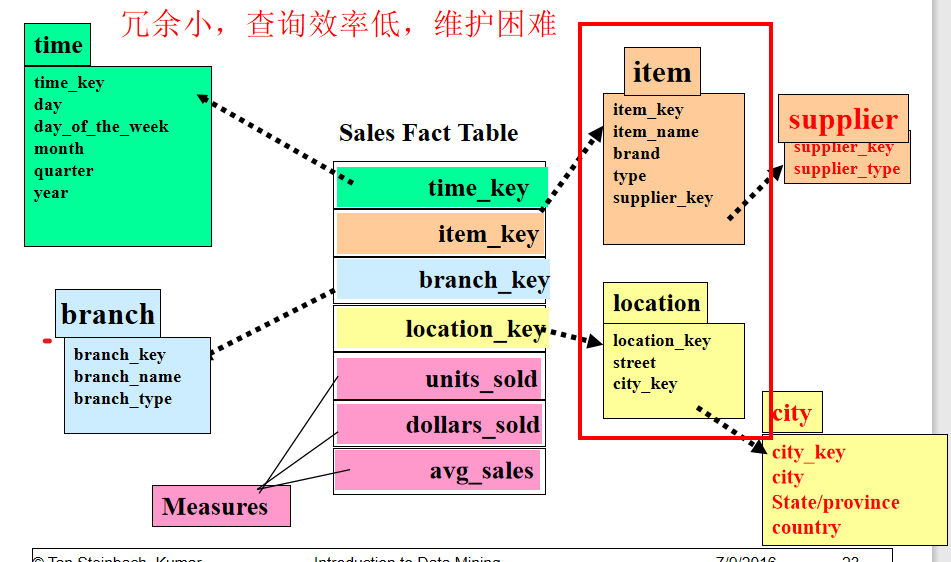 冗余小，查询效率低，维护困难
time
time_key
day
day_of_the_week
month
quarter
year
Sales Fact Table
time_key
item_key
branch_key
location_key
units_sold
dollars_sold
avg_sales
Measures
branch
branch_key
branch_name
branch_type
item
item_key
item_name
brand
type
supplier_key
supplier
supplier_key
supplier_type
location
location_key
street
city_key
city
city_key
city
State/province
country
© Tan,Steinbach, Kumar Introduction to Data Mining 7/9/2016 23